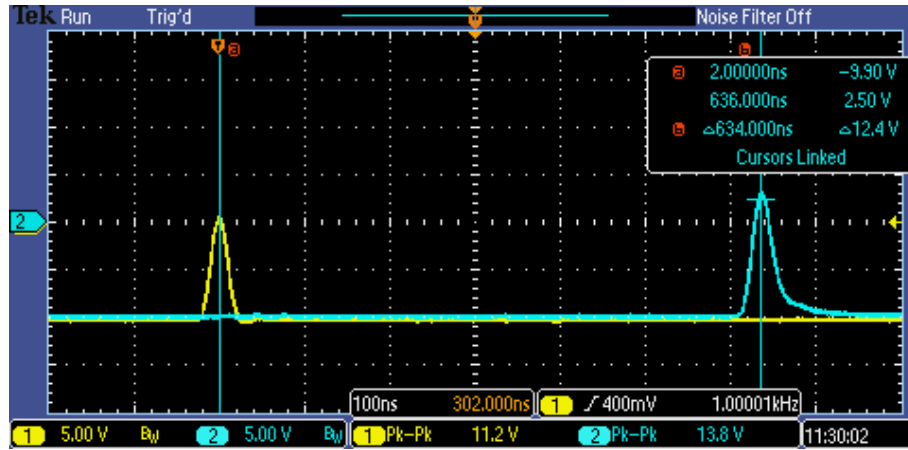 Tek Run Trig'd Noise Filter Off
T a b
a 2.00000ns -9.90 V
636.000ns 2.50 V
b △634.000ns △12.4 V
Cursors Linked
2
100ns 302.000ns 1 400mV 1.00001kHz
1 5.00 V BW 2 5.00 V BW 1 Pk-Pk 11.2 V 2 Pk-Pk 13.8 V 11:30:02